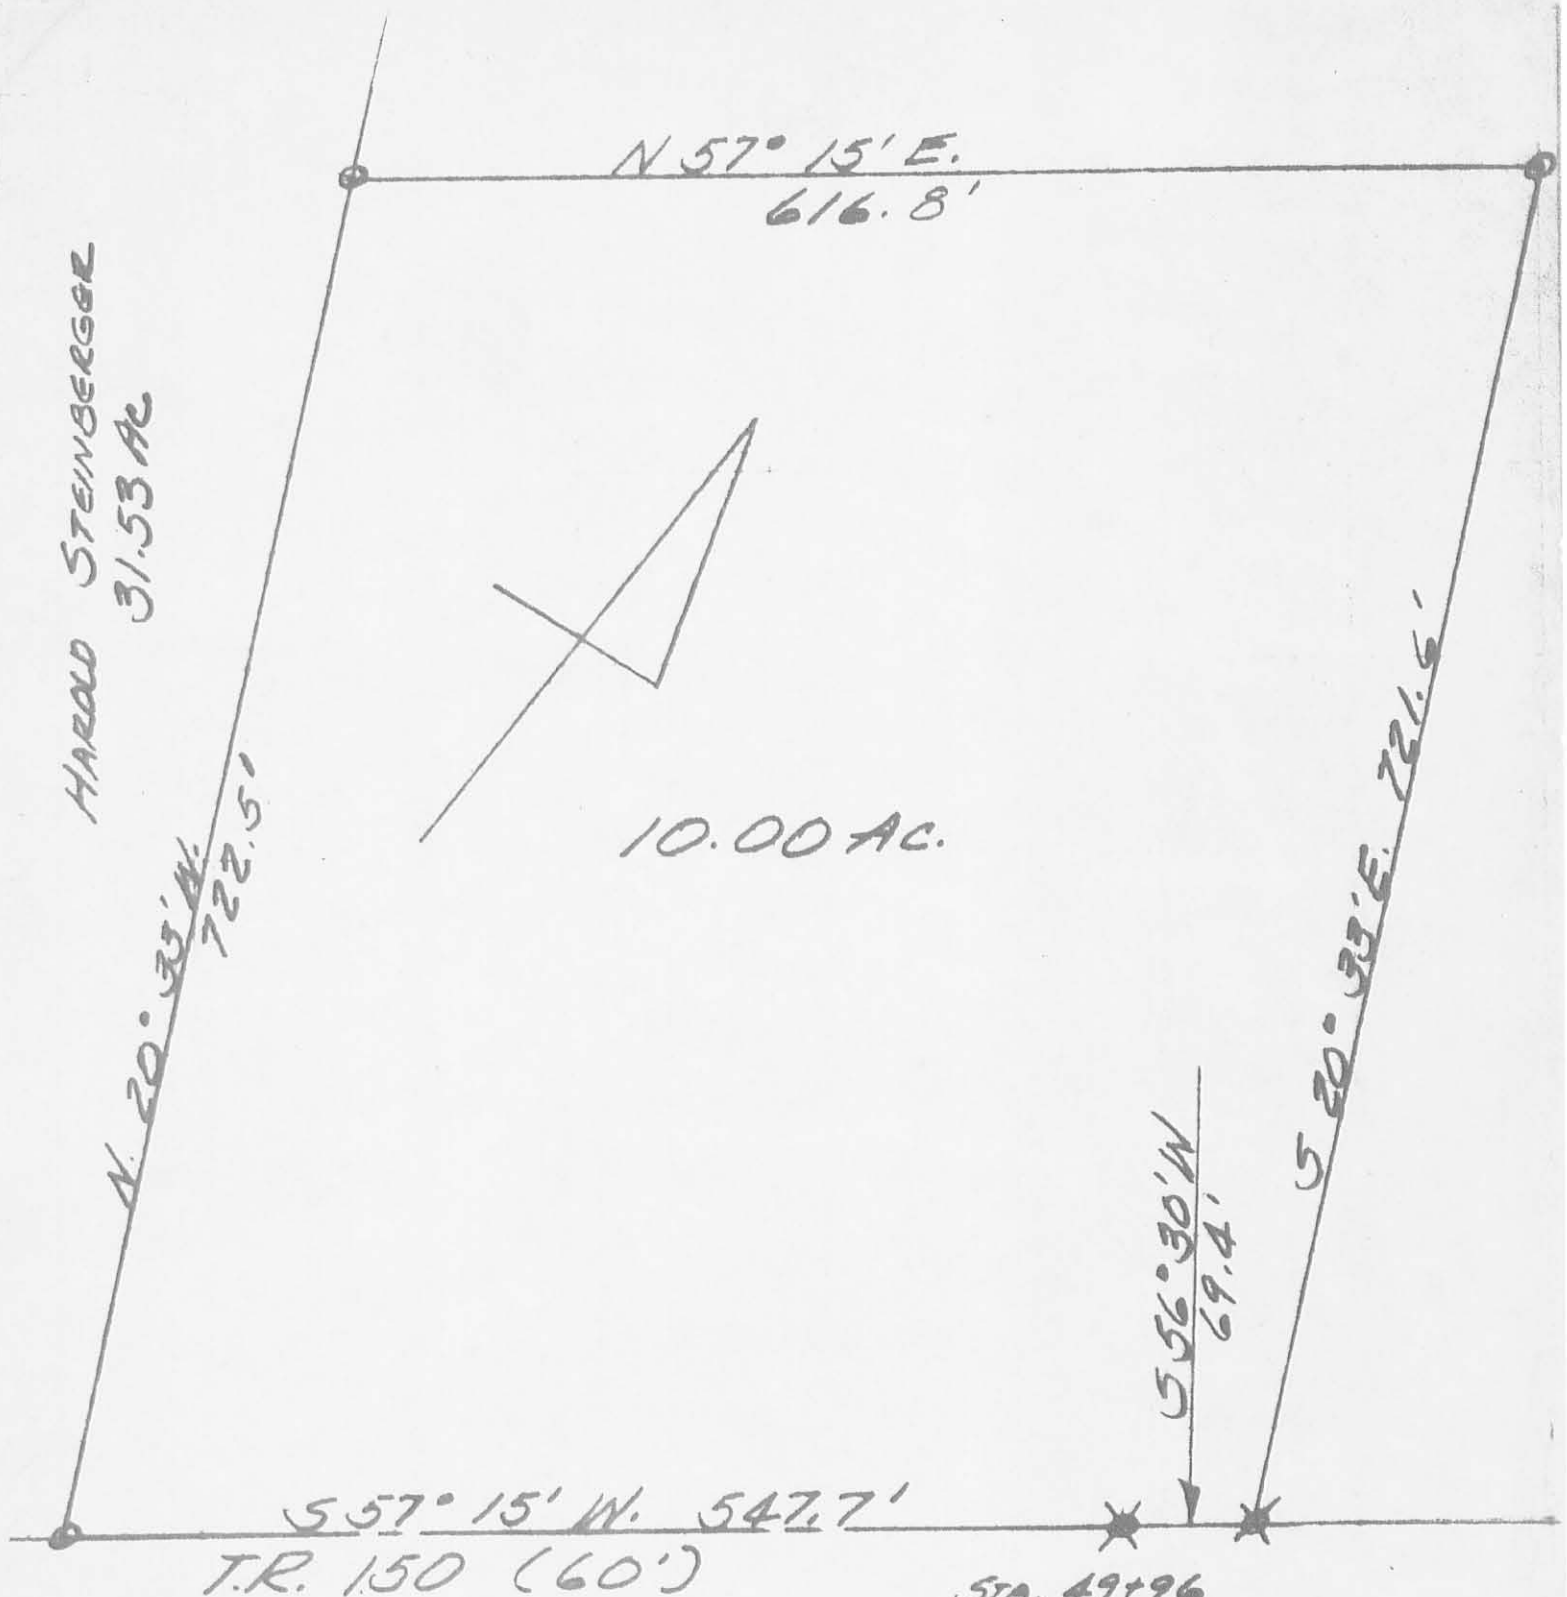 N 57° 15' E.
616.8'
HAROLD STEINBERGER
31.53 Ac
N. 20° 33' W.
722.5'
10.00 Ac.
S 20° 33' E. 721.6'
S 56° 30' W
69.4'
S 57° 15' W. 547.7'
T.R. 150 (60')
STA. 49+96